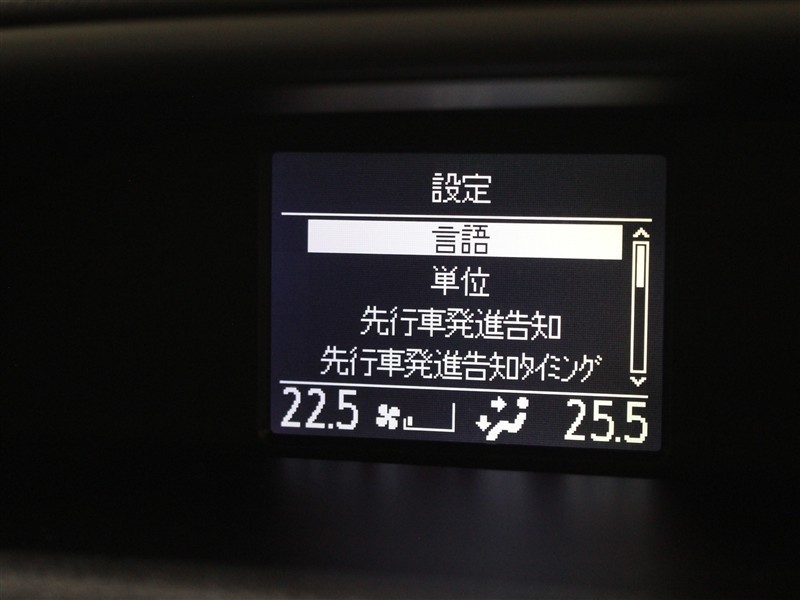 設定
言語
単位
先行車発進告知
先行車発進告知ﾀｲﾐﾝｸﾞ
22.5 25.5